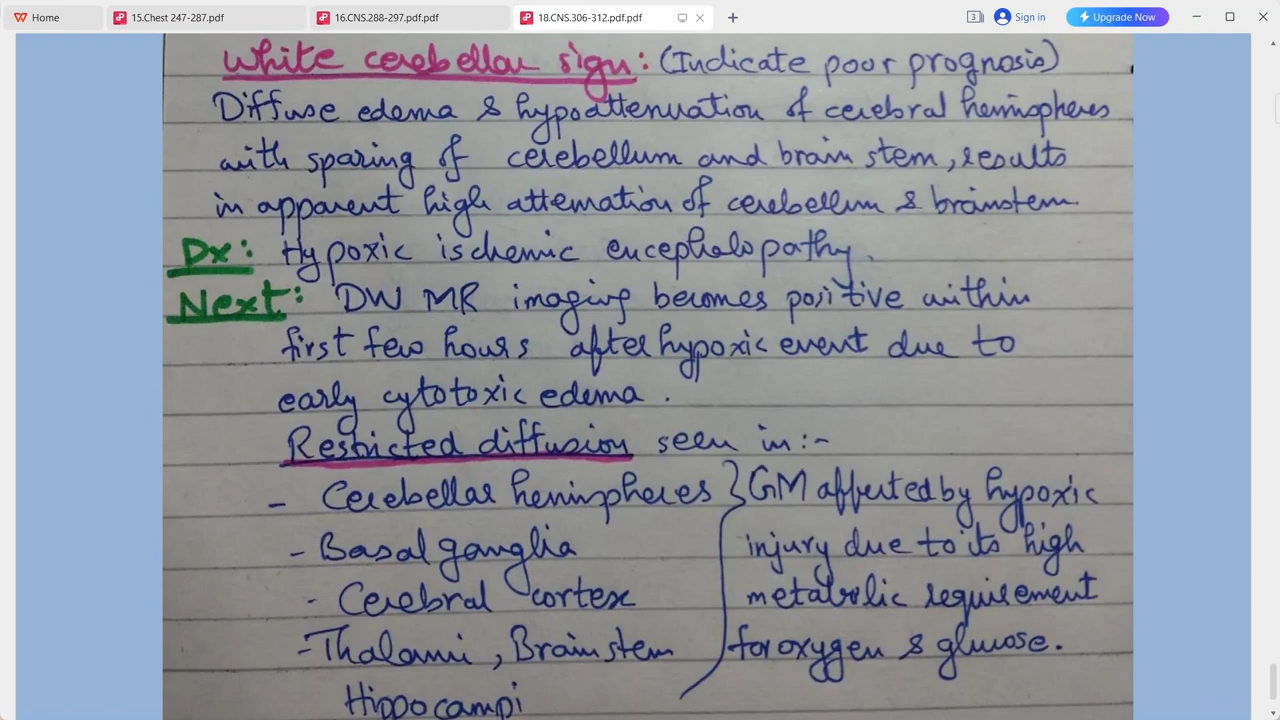 Home
15.Chest 247-287.pdf
16.CNS.288-297.pdf.pdf
18.CNS.306-312.pdf.pdf
3
Sign in
Upgrade Now
White cerebellar sign: (Indicate poor prognosis)
Diffuse edema & hypoattenuation of cerebral hemispheres
with sparing of cerebellum and brain stem, results
in apparent high attenuation of cerebellum & brainstem.
Dx: Hypoxic ischemic encephalopathy.
Next: DW MR imaging becomes positive within
first few hours after hypoxic event due to
early cytotoxic edema.
Restricted diffusion seen in:-
- Cerebellar hemispheres } GM affected by hypoxic
- Basal ganglia injury due to its high
- Cerebral cortex metabolic requirement
- Thalami, Brainstem for oxygen & glucose.
Hippocampi